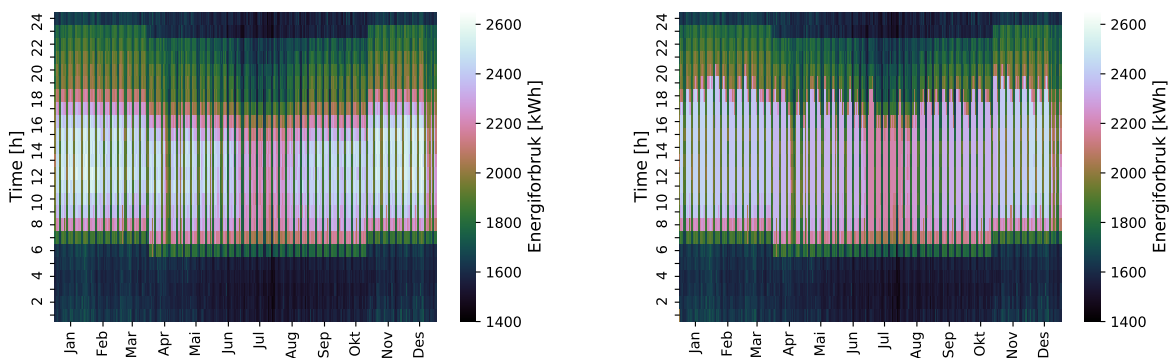 24
22
20
18
16
14
12
10
8
6
4
2
Time [h]
Jan
Feb
Mar
Apr
Mai
Jun
Jul
Aug
Sep
Okt
Nov
Des
2600
2400
2200
2000
1800
1600
1400
Energiforbruk [kWh]
24
22
20
18
16
14
12
10
8
6
4
2
Time [h]
Jan
Feb
Mar
Apr
Mai
Jun
Jul
Aug
Sep
Okt
Nov
Des
2600
2400
2200
2000
1800
1600
1400
Energiforbruk [kWh]